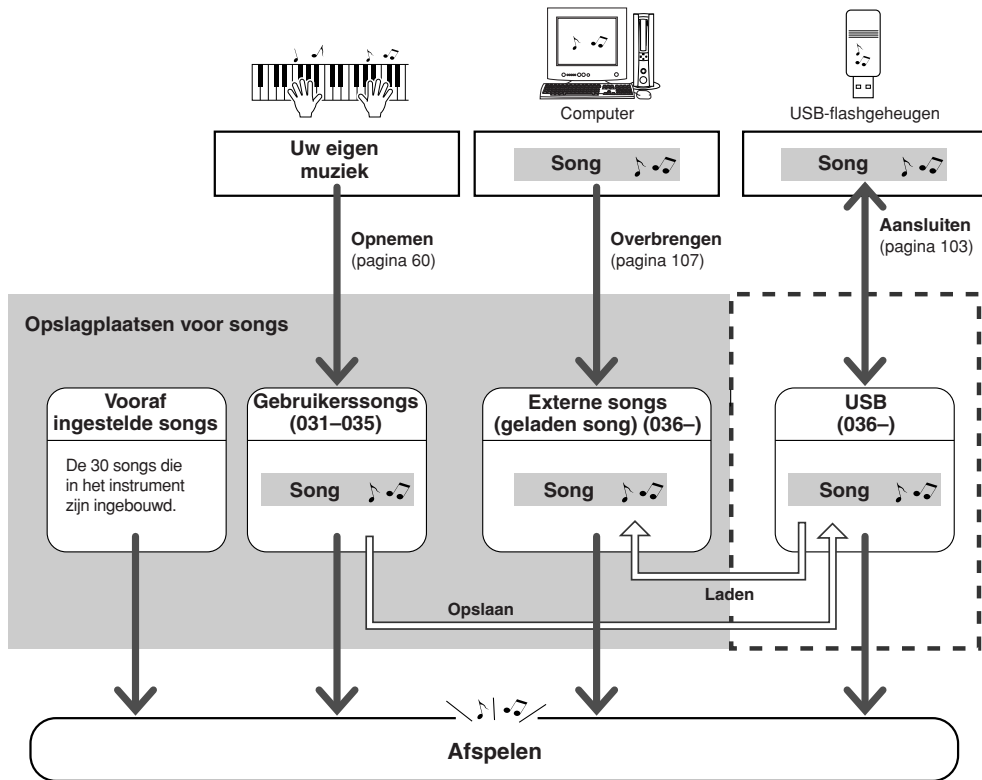 Computer
USB-flashgeheugen
Uw eigen
muziek
Song
Song
Opnemen
(pagina 60)
Overbrengen
(pagina 107)
Aansluiten
(pagina 103)
Opslagplaatsen voor songs
Vooraf
ingestelde songs
De 30 songs die
in het instrument
zijn ingebouwd.
Gebruikerssongs
(031–035)
Song
Externe songs
(geladen song) (036–)
Song
USB
(036–)
Song
Laden
Opslaan
Afspelen